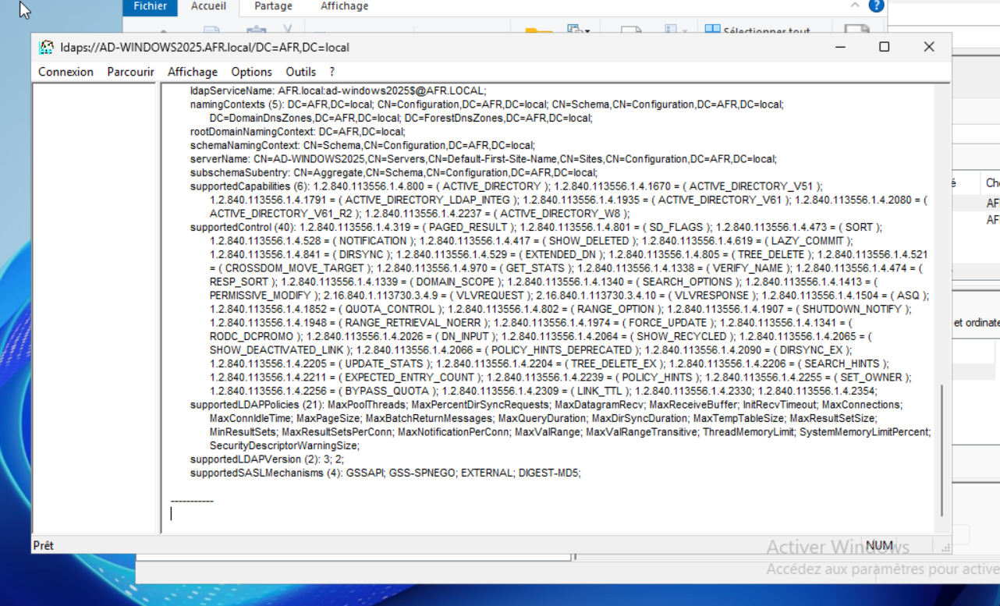 Fichier Accueil Partage Affichage
Sélectionner tout
ldaps://AD-WINDOWS2025.AFR.local/DC=AFR,DC=local
Connexion Parcourir Affichage Options Outils ?
ldapServiceName: AFR.local:ad-windows2025$@AFR.LOCAL;
namingContexts (5): DC=AFR,DC=local; CN=Configuration,DC=AFR,DC=local; CN=Schema,CN=Configuration,DC=AFR,DC=local;
DC=DomainDnsZones,DC=AFR,DC=local; DC=ForestDnsZones,DC=AFR,DC=local;
rootDomainNamingContext: DC=AFR,DC=local;
schemaNamingContext: CN=Schema,CN=Configuration,DC=AFR,DC=local;
serverName: CN=AD-WINDOWS2025,CN=Servers,CN=Default-First-Site-Name,CN=Sites,CN=Configuration,DC=AFR,DC=local;
subschemaSubentry: CN=Aggregate,CN=Schema,CN=Configuration,DC=AFR,DC=local;
supportedCapabilities (6): 1.2.840.113556.1.4.800 = ( ACTIVE_DIRECTORY ); 1.2.840.113556.1.4.1670 = ( ACTIVE_DIRECTORY_V51 );
1.2.840.113556.1.4.1791 = ( ACTIVE_DIRECTORY_LDAP_INTEG ); 1.2.840.113556.1.4.1935 = ( ACTIVE_DIRECTORY_V61 ); 1.2.840.113556.1.4.2080 = (
ACTIVE_DIRECTORY_V61_R2 ); 1.2.840.113556.1.4.2237 = ( ACTIVE_DIRECTORY_W8 );
supportedControl (40): 1.2.840.113556.1.4.319 = ( PAGED_RESULT ); 1.2.840.113556.1.4.801 = ( SD_FLAGS ); 1.2.840.113556.1.4.473 = ( SORT );
1.2.840.113556.1.4.528 = ( NOTIFICATION ); 1.2.840.113556.1.4.417 = ( SHOW_DELETED ); 1.2.840.113556.1.4.619 = ( LAZY_COMMIT );
1.2.840.113556.1.4.841 = ( DIRSYNC ); 1.2.840.113556.1.4.529 = ( EXTENDED_DN ); 1.2.840.113556.1.4.805 = ( TREE_DELETE ); 1.2.840.113556.1.4.521
= ( CROSSDOM_MOVE_TARGET ); 1.2.840.113556.1.4.970 = ( GET_STATS ); 1.2.840.113556.1.4.1338 = ( VERIFY_NAME ); 1.2.840.113556.1.4.474 = (
RESP_SORT ); 1.2.840.113556.1.4.1339 = ( DOMAIN_SCOPE ); 1.2.840.113556.1.4.1340 = ( SEARCH_OPTIONS ); 1.2.840.113556.1.4.1413 = (
PERMISSIVE_MODIFY ); 2.16.840.1.113730.3.4.9 = ( VLVREQUEST ); 2.16.840.1.113730.3.4.10 = ( VLVRESPONSE ); 1.2.840.113556.1.4.1504 = ( ASQ );
1.2.840.113556.1.4.1852 = ( QUOTA_CONTROL ); 1.2.840.113556.1.4.802 = ( RANGE_OPTION ); 1.2.840.113556.1.4.1907 = ( SHUTDOWN_NOTIFY );
1.2.840.113556.1.4.1948 = ( RANGE_RETRIEVAL_NOERR ); 1.2.840.113556.1.4.1974 = ( FORCE_UPDATE ); 1.2.840.113556.1.4.1341 = (
RODC_DCPROMO ); 1.2.840.113556.1.4.2026 = ( DN_INPUT ); 1.2.840.113556.1.4.2064 = ( SHOW_RECYCLED ); 1.2.840.113556.1.4.2065 = (
SHOW_DEACTIVATED_LINK ); 1.2.840.113556.1.4.2066 = ( POLICY_HINTS_DEPRECATED ); 1.2.840.113556.1.4.2090 = ( DIRSYNC_EX );
1.2.840.113556.1.4.2205 = ( UPDATE_STATS ); 1.2.840.113556.1.4.2204 = ( TREE_DELETE_EX ); 1.2.840.113556.1.4.2206 = ( SEARCH_HINTS );
1.2.840.113556.1.4.2211 = ( EXPECTED_ENTRY_COUNT ); 1.2.840.113556.1.4.2239 = ( POLICY_HINTS ); 1.2.840.113556.1.4.2255 = ( SET_OWNER );
1.2.840.113556.1.4.2256 = ( BYPASS_QUOTA ); 1.2.840.113556.1.4.2309 = ( LINK_TTL ); 1.2.840.113556.1.4.2330; 1.2.840.113556.1.4.2354;
supportedLDAPPolicies (21): MaxPoolThreads; MaxPercentDirSyncRequests; MaxDatagramRecv; MaxReceiveBuffer; InitRecvTimeout; MaxConnections;
MaxConnIdleTime; MaxPageSize; MaxBatchReturnMessages; MaxQueryDuration; MaxDirSyncDuration; MaxTempTableSize; MaxResultSetSize;
MinResultSets; MaxResultSetsPerConn; MaxNotificationPerConn; MaxValRange; MaxValRangeTransitive; ThreadMemoryLimit; SystemMemoryLimitPercent;
SecurityDescriptorWarningSize;
supportedLDAPVersion (2): 3; 2;
supportedSASLMechanisms (4): GSSAPI; GSS-SPNEGO; EXTERNAL; DIGEST-MD5;
-----------
Prêt NUM
AF
AF
et ordinate
Activer Windows
Accédez aux paramètres pour active